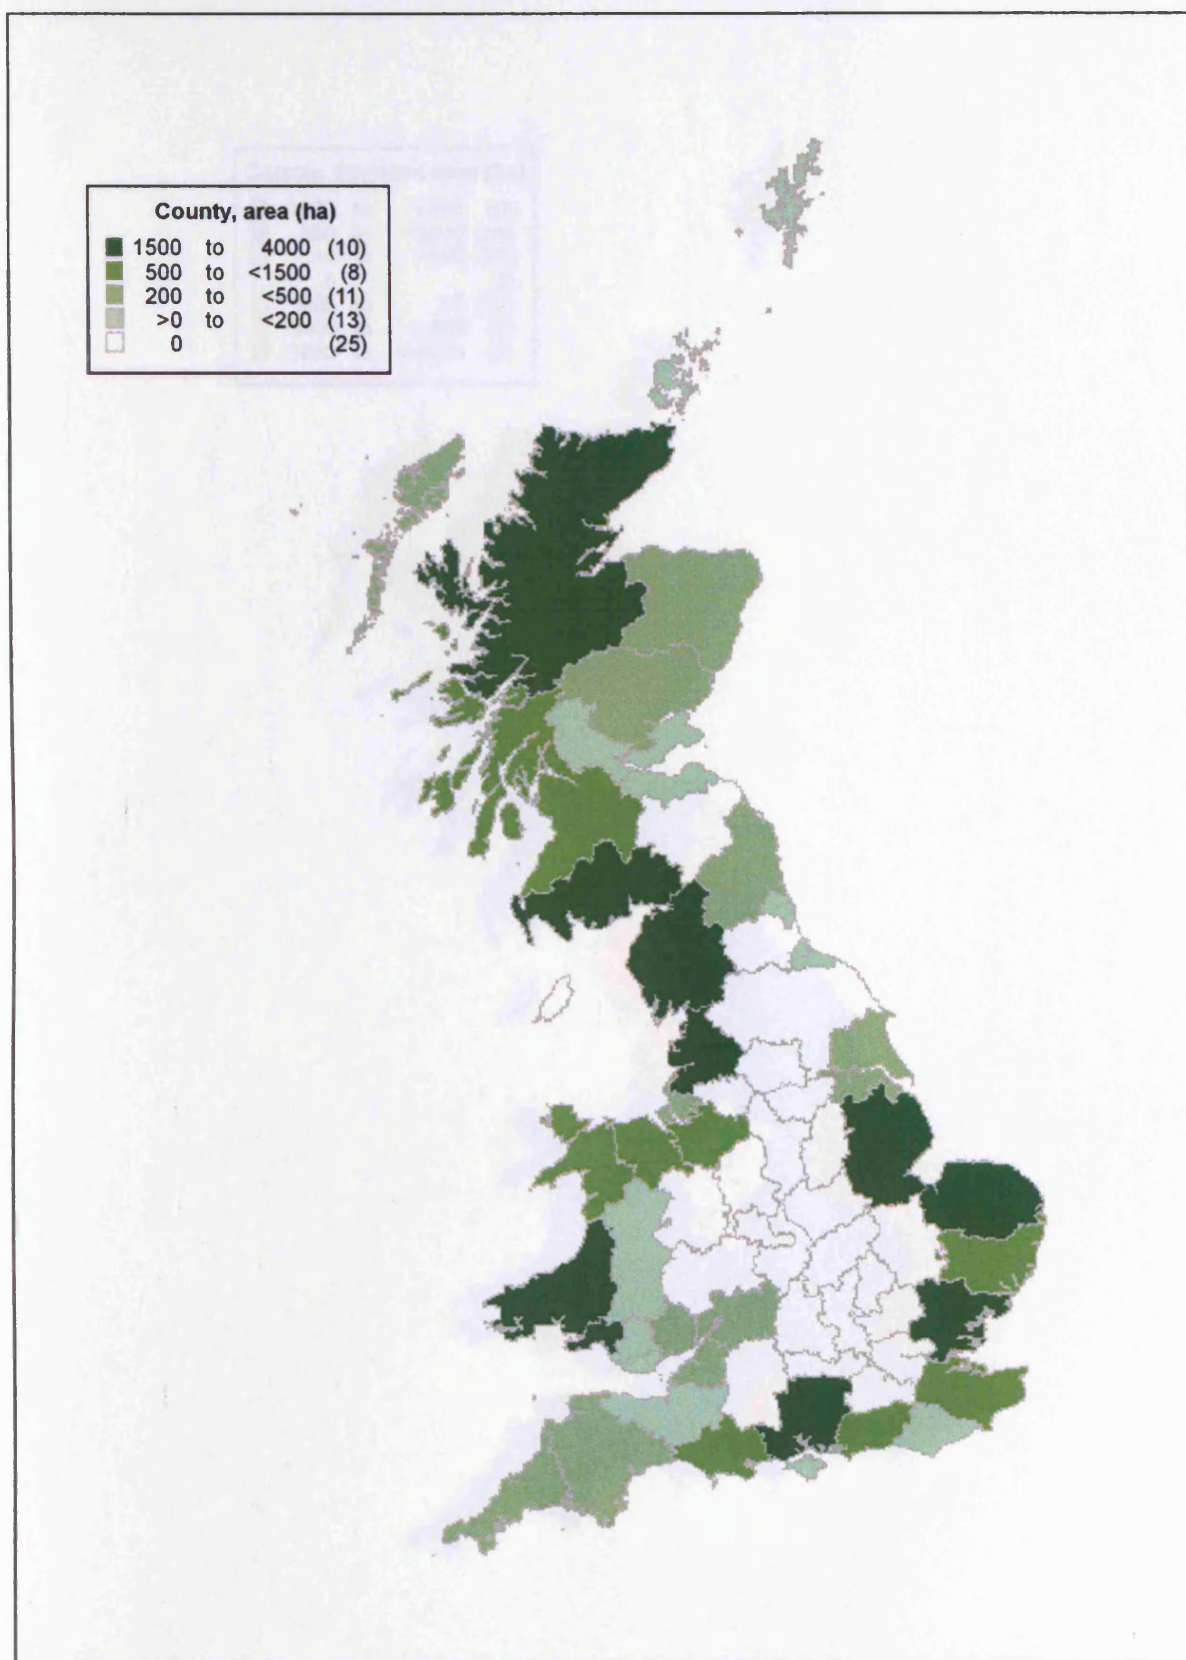 County, area (ha)
1500 to 4000 (10)
500 to <1500 (8)
200 to <500 (11)
>0 to <200 (13)
0 (25)